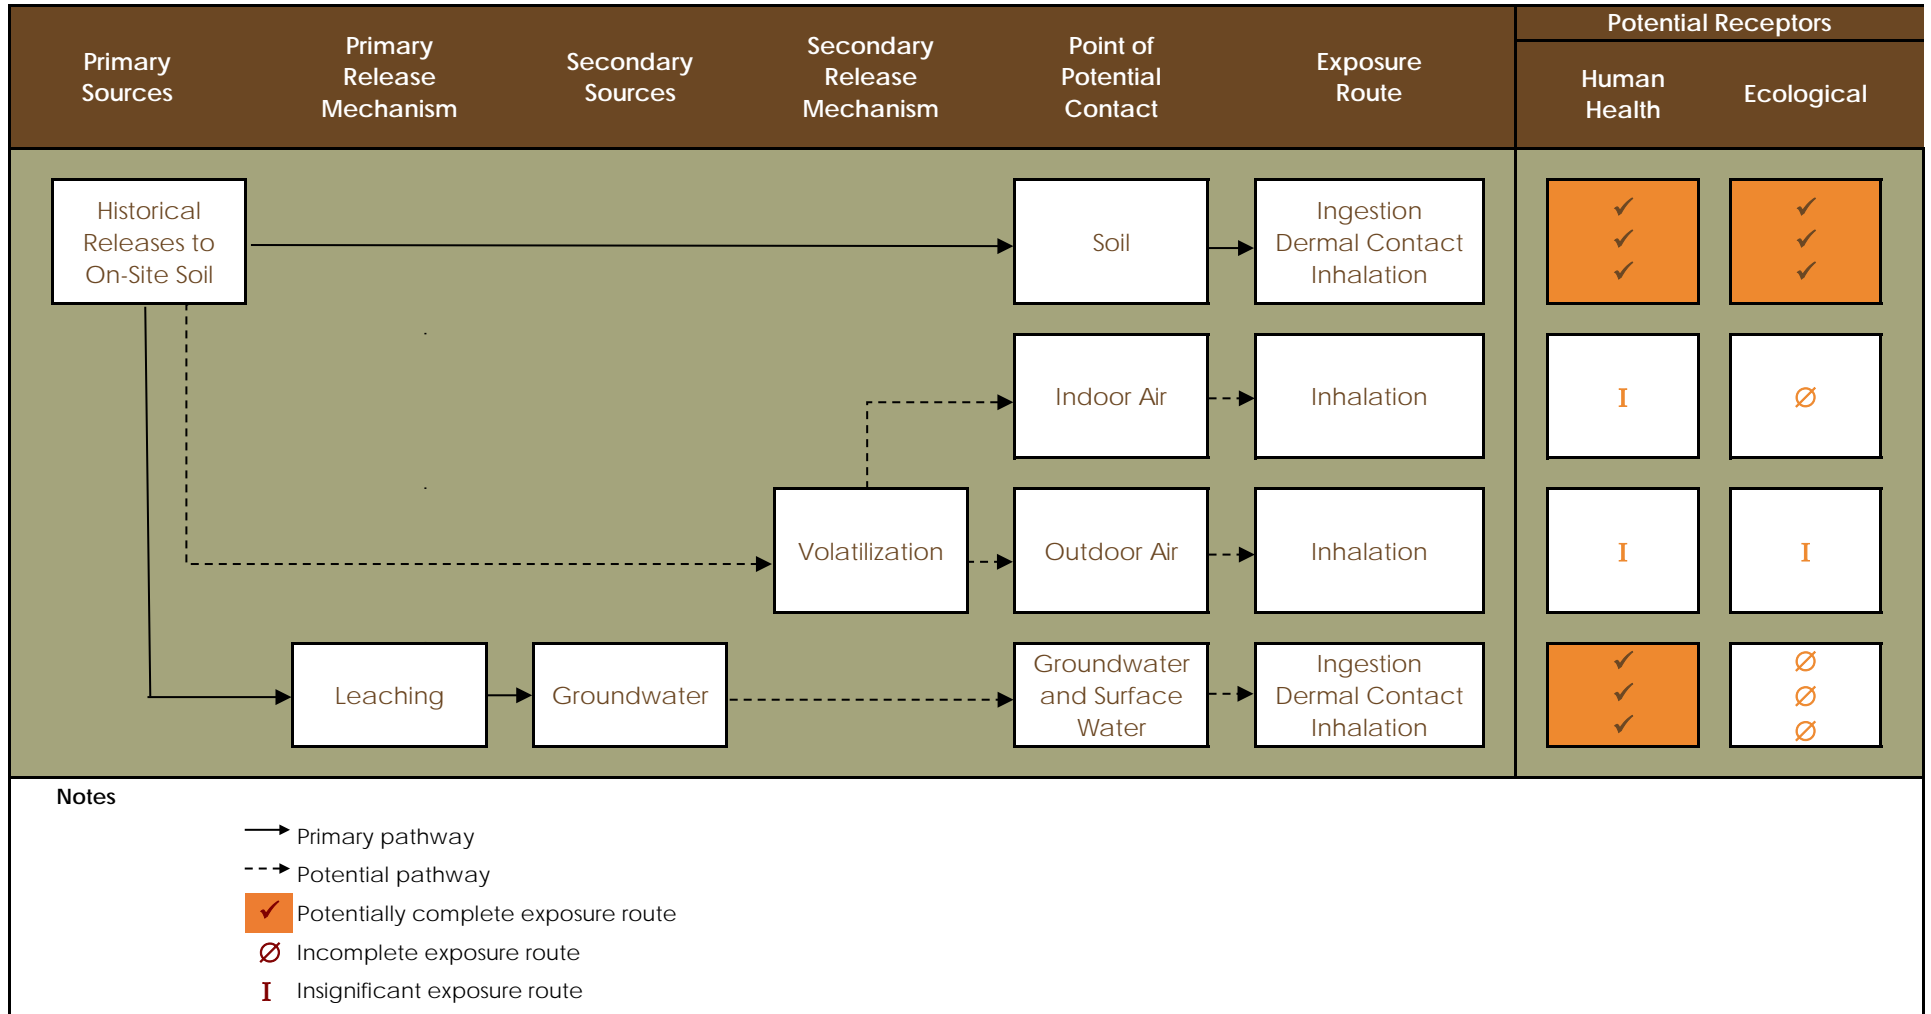 Potential Receptors
Primary
Sources
Primary
Release
Mechanism
Secondary
Sources
Secondary
Release
Mechanism
Point of
Potential
Contact
Exposure
Route
Human
Health
Ecological
Historical
Releases to
On-Site Soil
Soil
Ingestion
Dermal Contact
Inhalation
✓
✓
✓
✓
✓
✓
Indoor Air
Inhalation
I
∅
Volatilization
Outdoor Air
Inhalation
I
I
Leaching
Groundwater
Groundwater
and Surface
Water
Ingestion
Dermal Contact
Inhalation
✓
✓
✓
∅
∅
∅
Notes
Primary pathway
Potential pathway
✓ Potentially complete exposure route
∅ Incomplete exposure route
I Insignificant exposure route